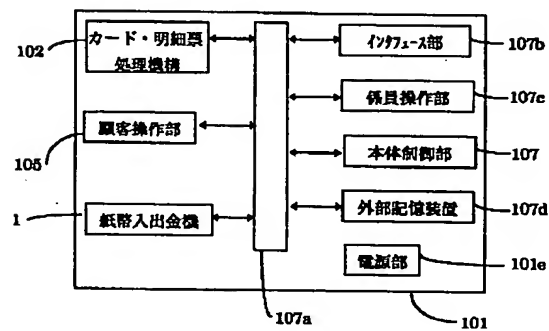 102
カード・明細票
処理機構
インタフェース部
107b
係員操作部
107c
顧客操作部
105
本体制御部
107
1
紙幣入出金機
外部記憶装置
107d
電源部
101e
107a
101